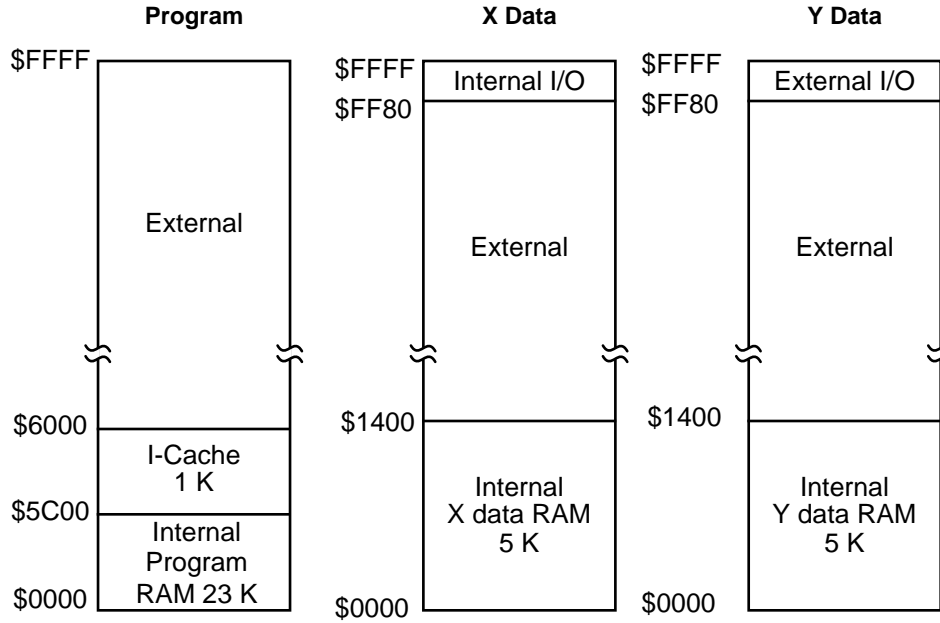 Program
$FFFF
External
$6000
I-Cache
1 K
$5C00
Internal
Program
RAM 23 K
$0000
X Data
$FFFF
Internal I/O
$FF80
External
$1400
Internal
X data RAM
5 K
$0000
Y Data
$FFFF
External I/O
$FF80
External
$1400
Internal
Y data RAM
5 K
$0000